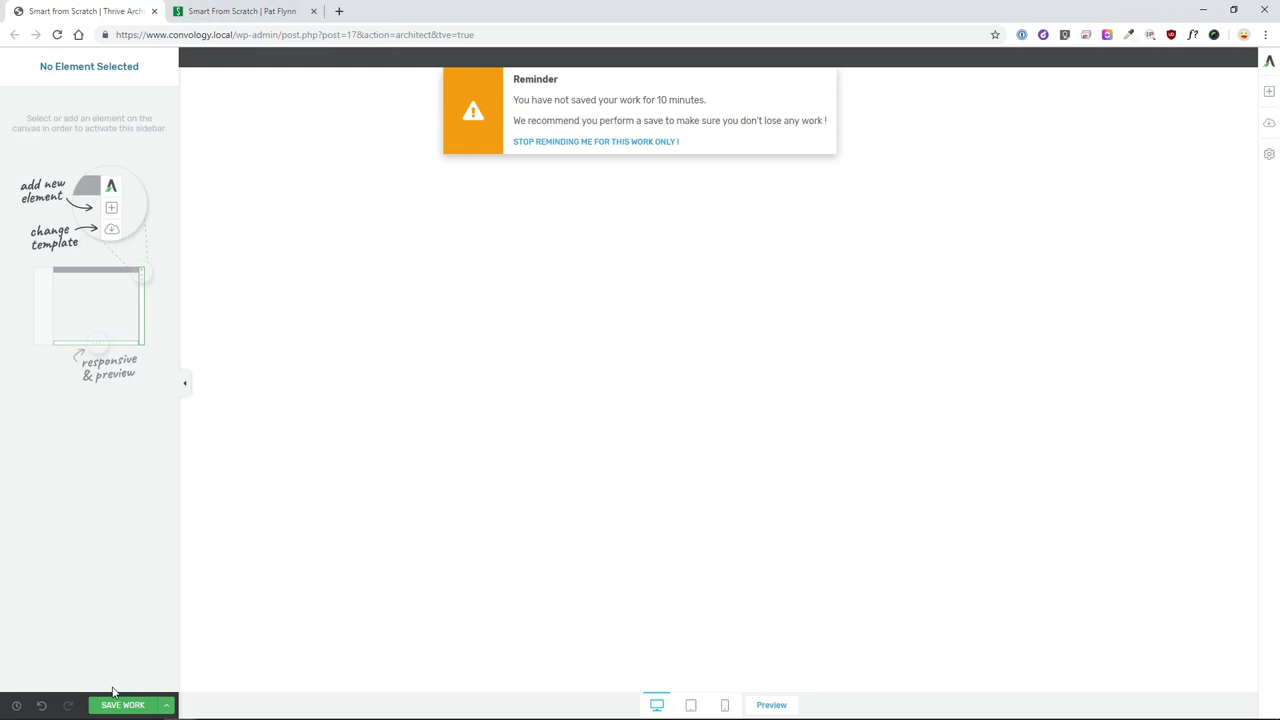 Smart from Scratch | Thrive Archi
Smart From Scratch | Pat Flynn
https://www.convology.local/wp-admin/post.php?post=17&action=architect&tve=true
No Element Selected
Select or add an element on the
canvas in order to activate this sidebar.
add new
element
change
template
responsive
& preview
Reminder
You have not saved your work for 10 minutes.
We recommend you perform a save to make sure you don't lose any work !
STOP REMINDING ME FOR THIS WORK ONLY !
SAVE WORK
Preview